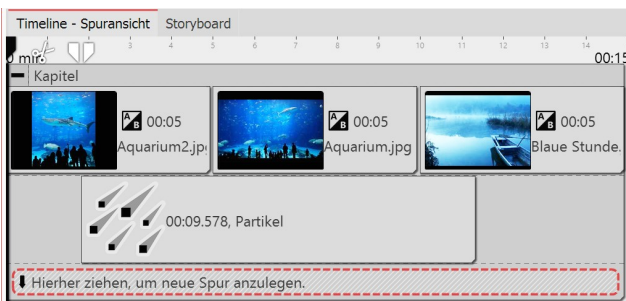 Timeline - Spuransicht Storyboard
0 min 3 4 5 6 7 8 9 10 11 12 13 14 00:15
Kapitel
A B 00:05 A B 00:05 A B 00:05
Aquarium2.jp Aquarium.jpg Blaue Stunde.
00:09.578, Partikel
Hierher ziehen, um neue Spur anzulegen.